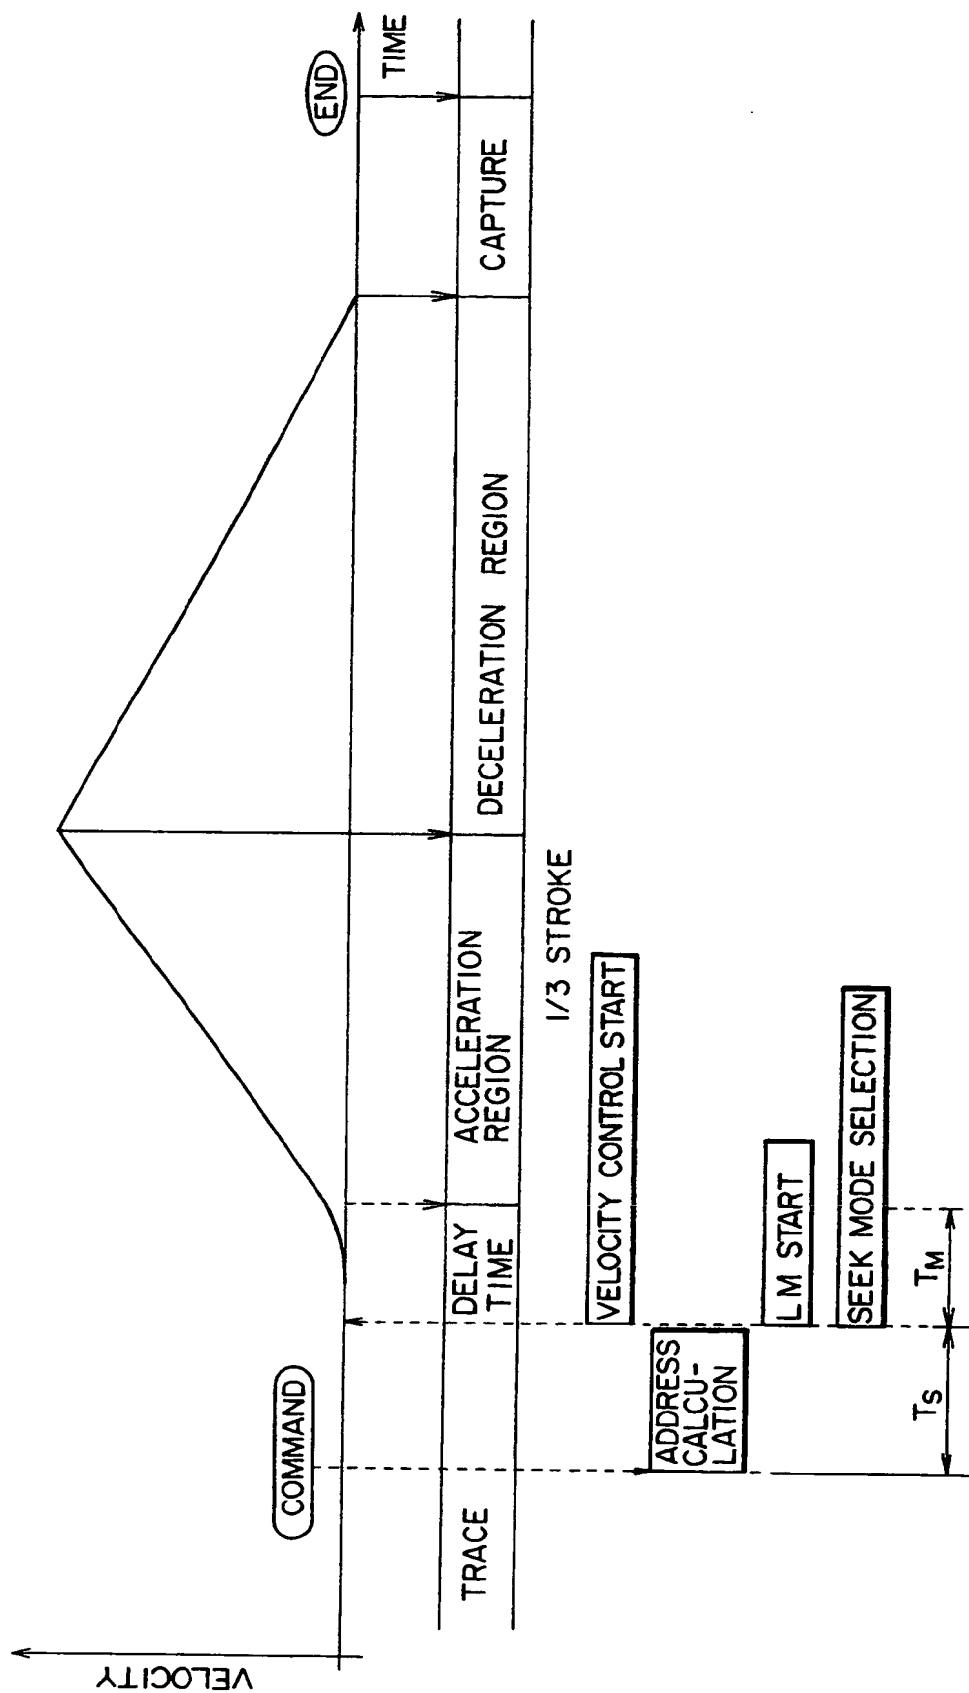 VELOCITY
COMMAND
END
TIME
TRACE
DELAY
TIME
ACCELERATION
REGION
DECELERATION REGION
CAPTURE
1/3 STROKE
VELOCITY CONTROL START
ADDRESS
CALCU-
LATION
LM START
SEEK MODE SELECTION
TS
TM